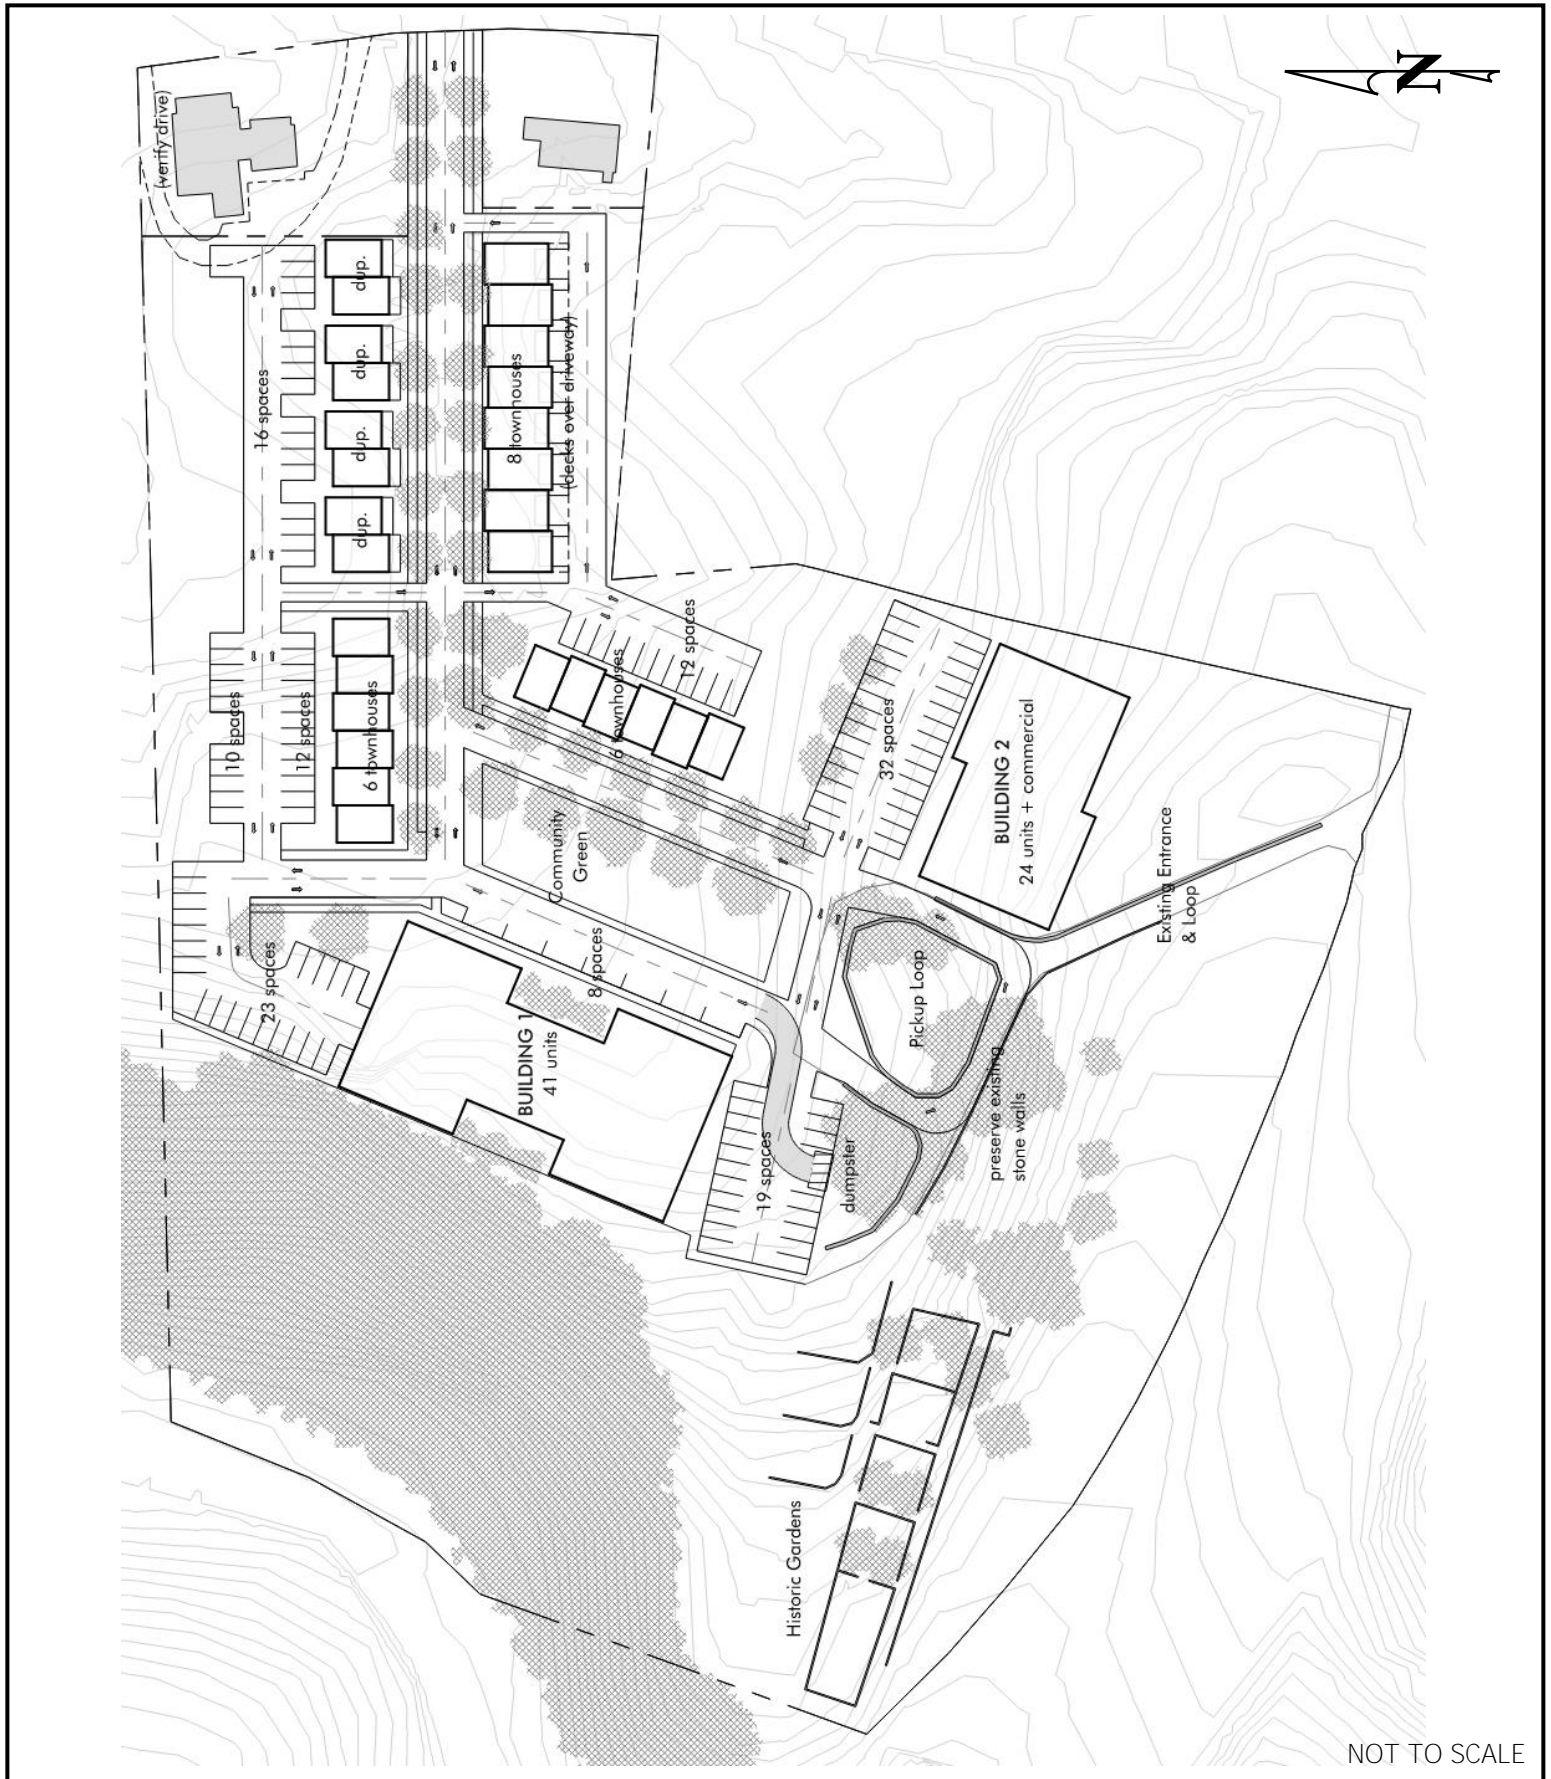 N
(verify drive)
dup.
dup.
dup.
dup.
16 spaces
8 townhouses
(decks over driveway)
10 spaces
12 spaces
6 townhouses
6 townhouses
12 spaces
32 spaces
BUILDING 2
24 units + commercial
Community
Green
Existing Entrance
& Loop
23 spaces
8 spaces
BUILDING 1
41 units
Pickup Loop
preserve existing
stone walls
19 spaces
dumpster
Historic Gardens
NOT TO SCALE